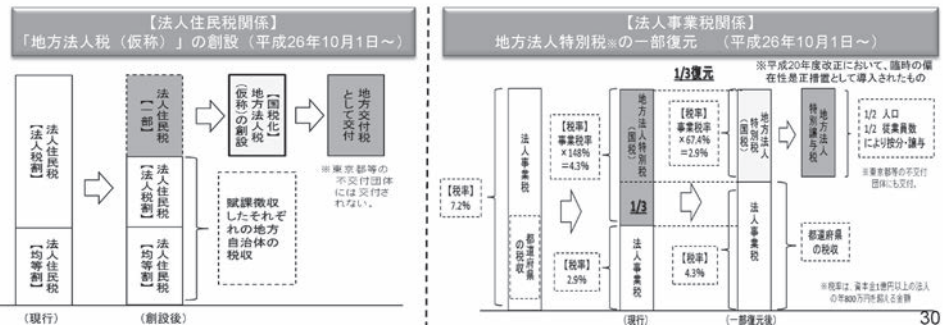 【法人住民税関係】
「地方法人税（仮称）」の創設（平成26年10月1日～）
法人住民税
【法人税割】
法人住民税
【均等割】
（現行）
法人住民税
【一部】
法人住民税
【法人税割】
法人住民税
【均等割】
（創設後）
【国税化】
地方法人税
（仮称）の創設
地方交付税
として交付
※東京都等の
不交付団体
には交付さ
れない。
賦課徴収
したそれぞ
れの地方
自治体の
税収
【法人事業税関係】
地方法人特別税※の一部復元　（平成26年10月1日～）
※平成20年度改正において、臨時の偏
在性是正措置として導入されたもの
1/3復元
【税率】
7.2%
法人事業税
都道府県
の税収
【税率】
事業税率
×148%
＝4.3%
【税率】
2.9%
地方法人特別税
（国税）
1/3
法人事業税
（現行）
【税率】
事業税率
×67.4%
＝2.9%
【税率】
4.3%
地方法人
特別税
（国税）
法人事業税
（一部復元後）
地方法人
特別譲与税
1/2 人口
1/2 従業員数
により按分・譲与
※東京都等の不交付
団体にも交付。
都道府県
の税収
※税率は、資本金1億円以上の法人
の年800万円を超える金額
30